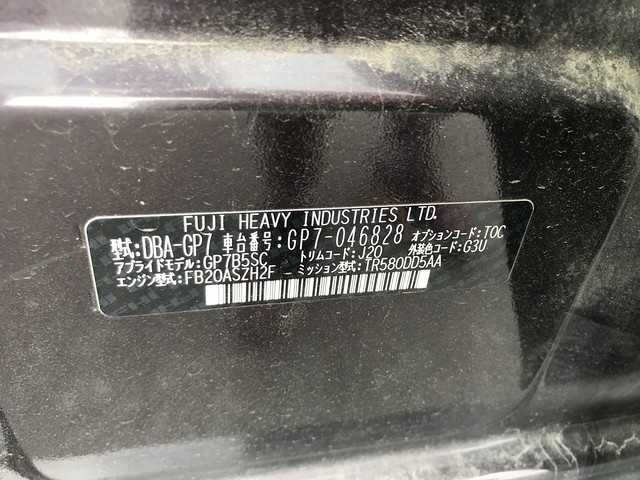 FUJI HEAVY INDUSTRIES LTD.
型式:DBA-GP7 車台番号:GP7-046828 オプションコード:TOC
アプライドモデル:GP7B5SC トリムコード:J20 外装色コード:G3U
エンジン型式:FB20ASZH2F ミッション型式:TR580DD5AA